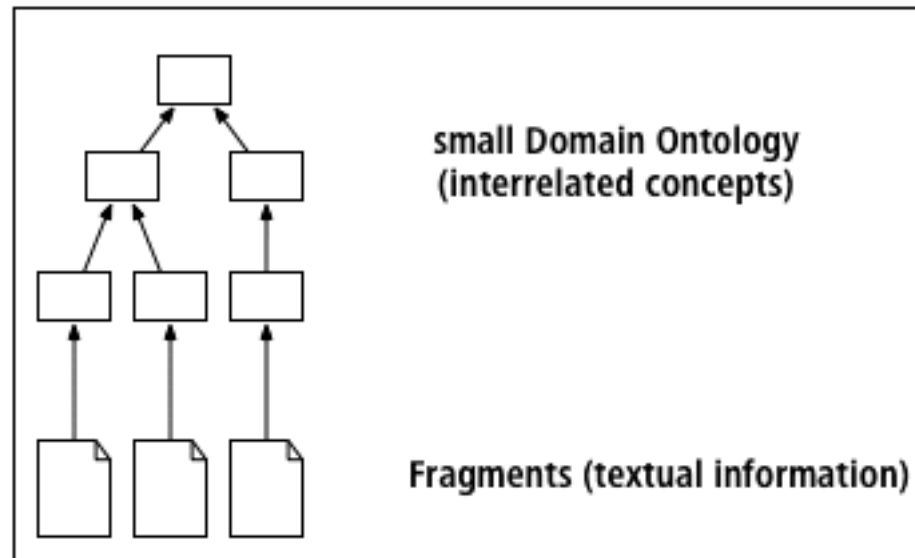 small Domain Ontology
(interrelated concepts)
Fragments (textual information)